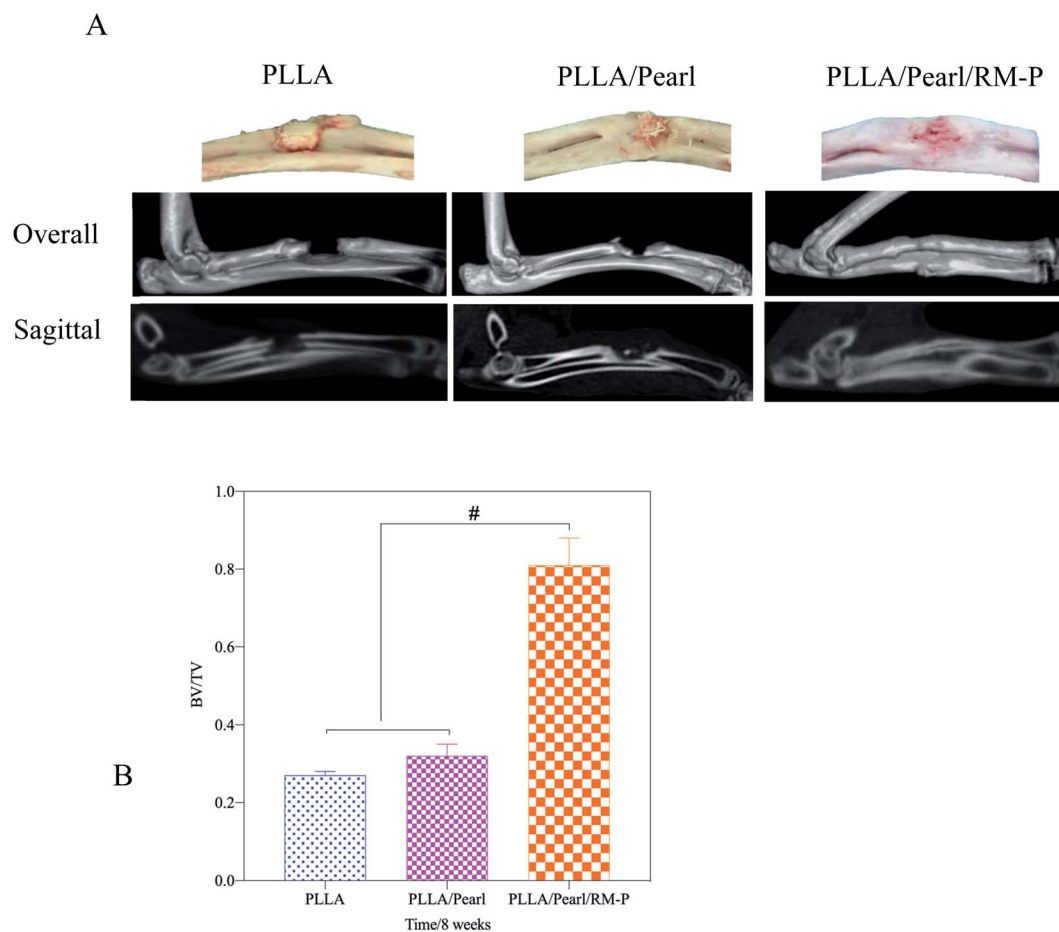 A
PLLA
PLLA/Pearl
PLLA/Pearl/RM-P
Overall
Sagittal
B
BV/TV
1.0
0.8
0.6
0.4
0.2
0.0
#
PLLA
PLLA/Pearl
PLLA/Pearl/RM-P
Time/8 weeks